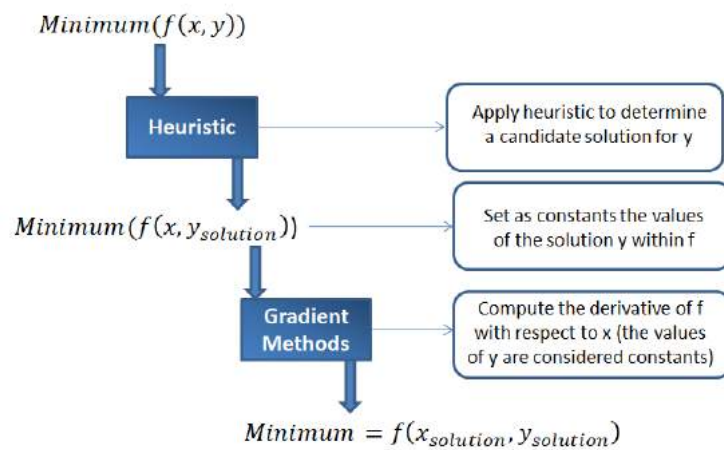 Minimum(f(x, y))
Heuristic
Apply heuristic to determine
a candidate solution for y
Minimum(f(x, y_solution))
Set as constants the values
of the solution y within f
Gradient
Methods
Compute the derivative of f
with respect to x (the values
of y are considered constants)
Minimum = f(x_solution, y_solution)